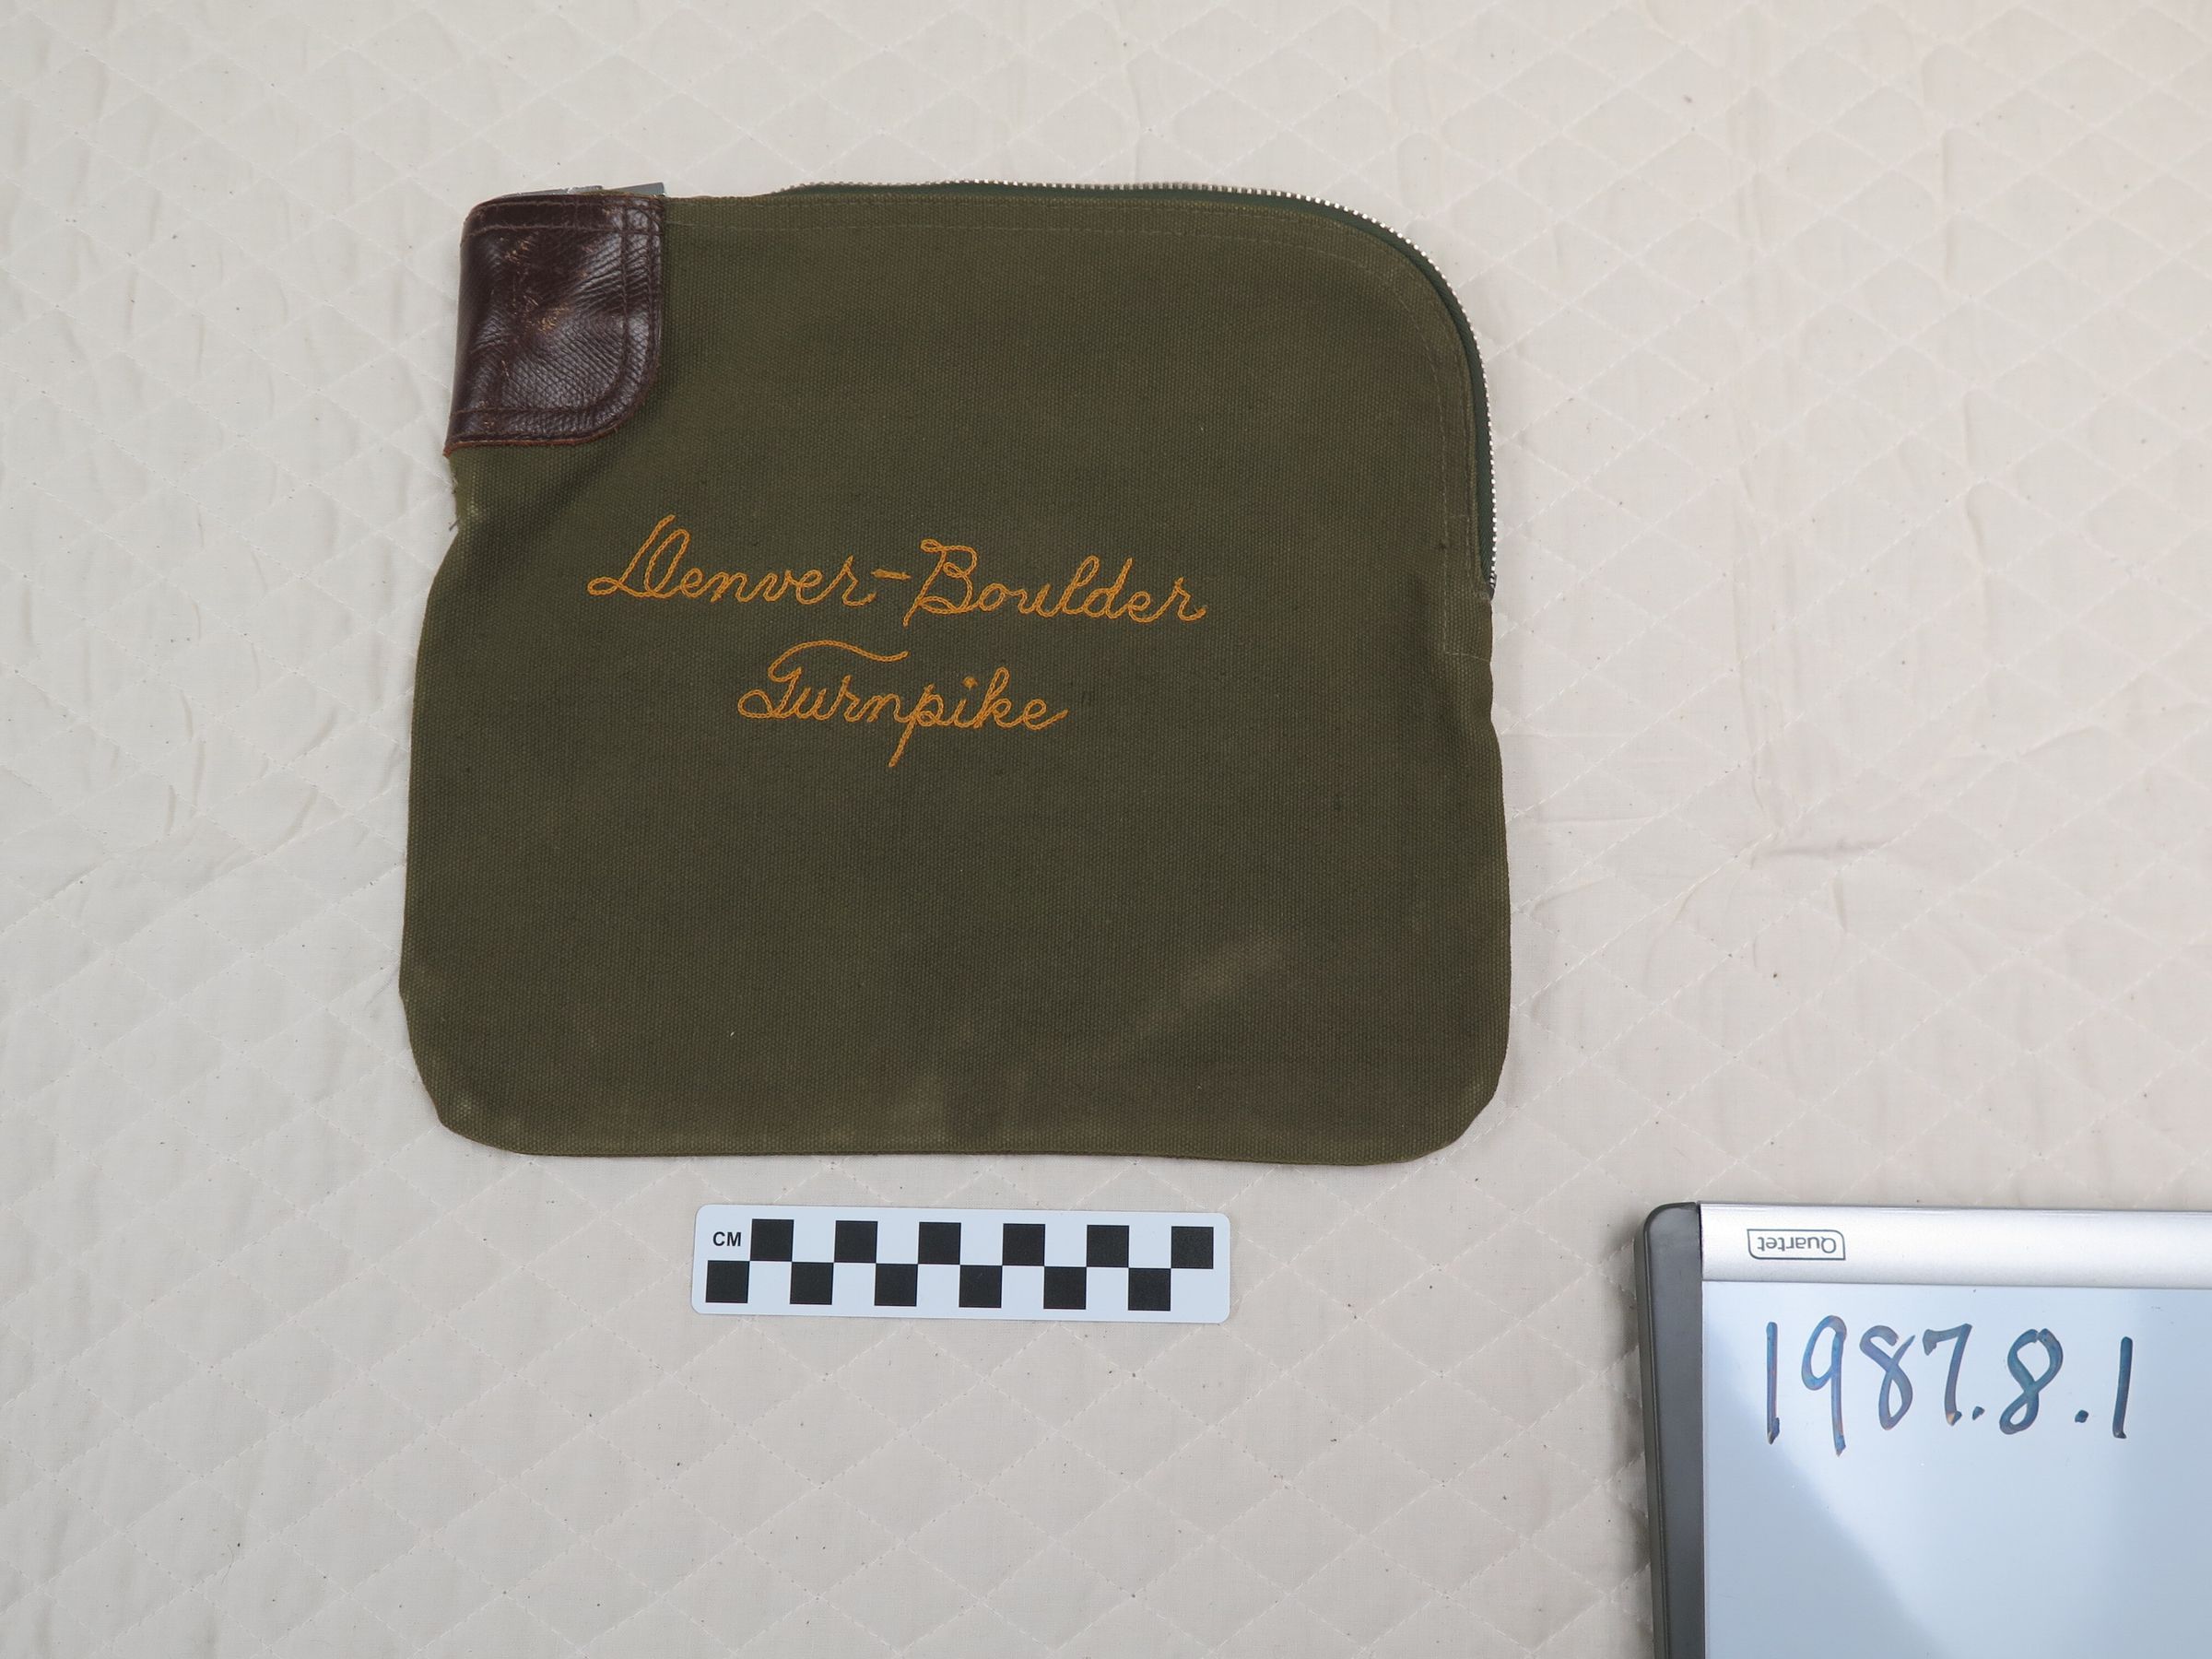 Denver-Boulder
Turnpike
CM
Quartet
1987.8.1